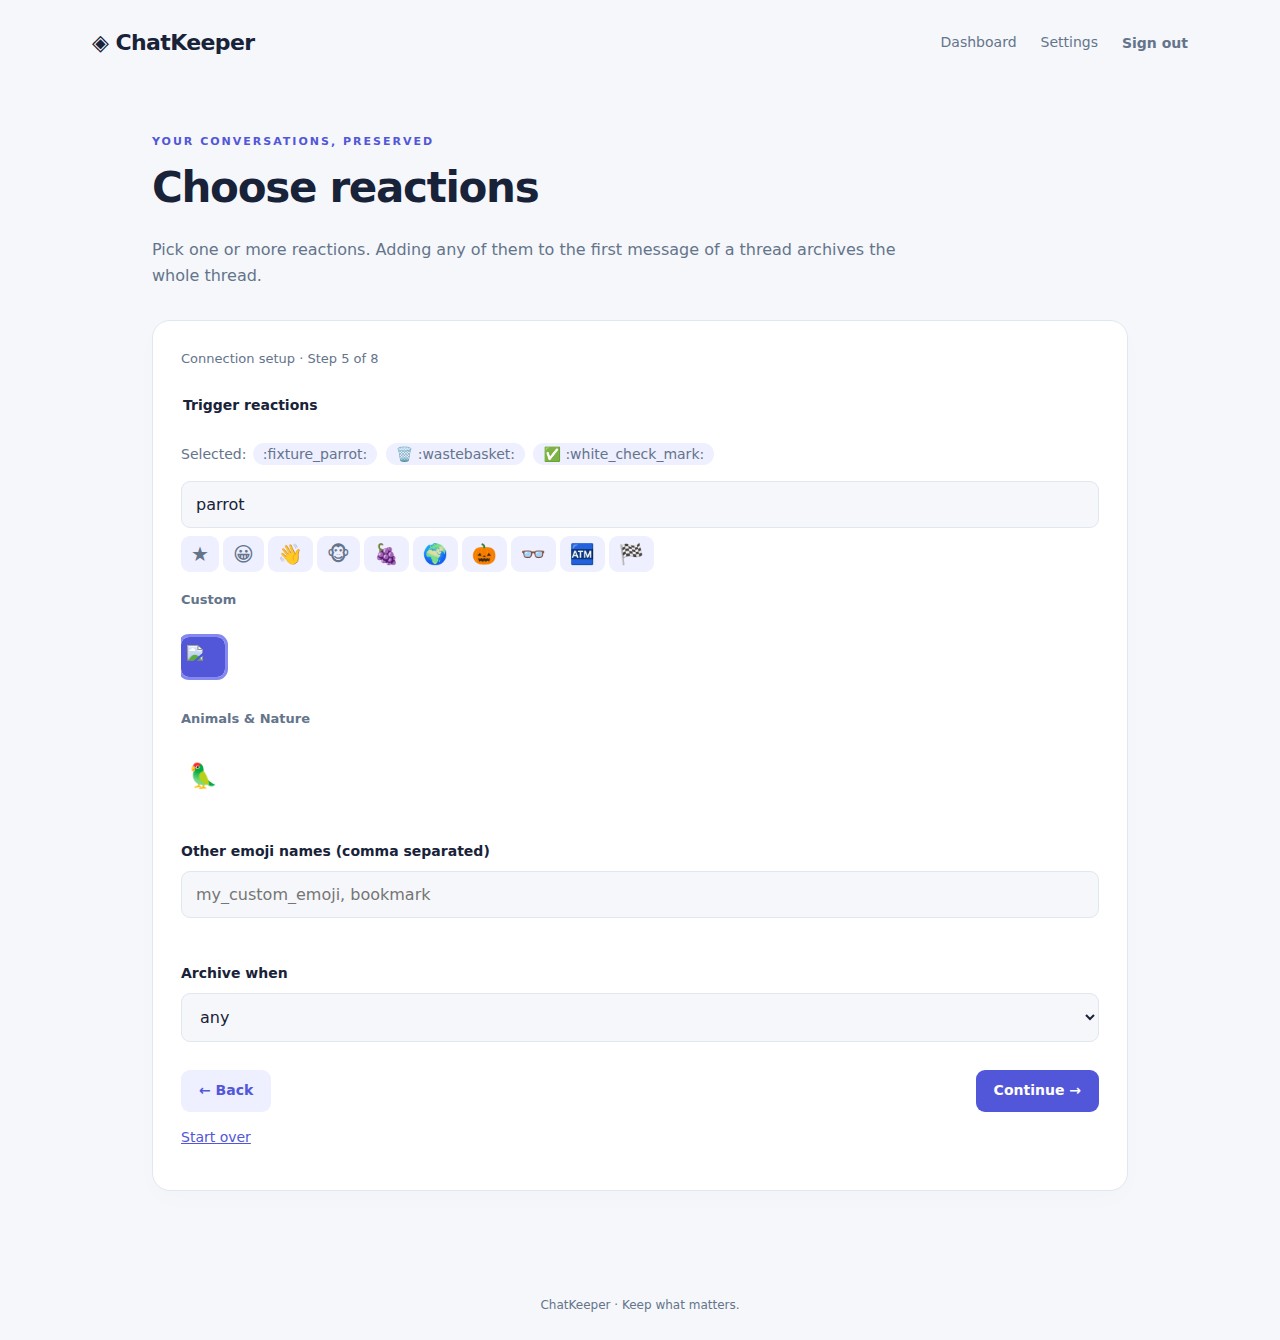 ◈ ChatKeeper
Dashboard Settings Sign out
YOUR CONVERSATIONS, PRESERVED
Choose reactions
Pick one or more reactions. Adding any of them to the first message of a thread archives the
whole thread.
Connection setup · Step 5 of 8
Trigger reactions
Selected: :fixture_parrot: 🗑️ :wastebasket: ✅ :white_check_mark:
parrot
Custom
Animals & Nature
Other emoji names (comma separated)
my_custom_emoji, bookmark
Archive when
any
← Back
Continue →
Start over
ChatKeeper · Keep what matters.